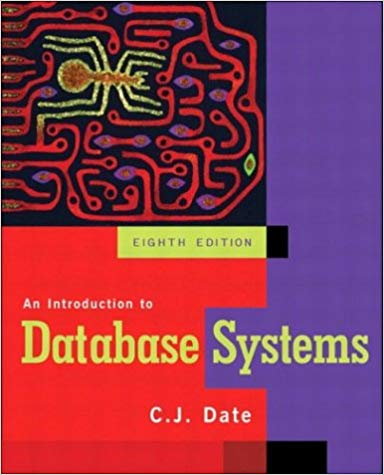 EIGHTH EDITION
An Introduction to
Database Systems
C.J. Date